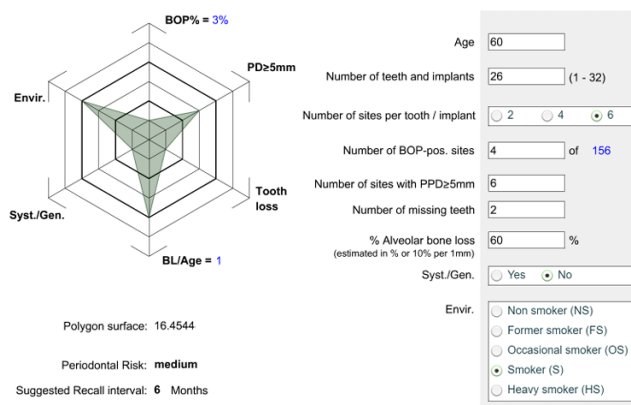 BOP% = 3%
PD≥5mm
Envir.
Tooth
loss
Syst./Gen.
BL/Age = 1
Polygon surface: 16.4544
Periodontal Risk: medium
Suggested Recall interval: 6 Months
Age 60
Number of teeth and implants 26 (1 - 32)
Number of sites per tooth / implant 2 4 6
Number of BOP-pos. sites 4 of 156
Number of sites with PPD≥5mm 6
Number of missing teeth 2
% Alveolar bone loss 60 %
(estimated in % or 10% per 1mm)
Syst./Gen. Yes No
Envir. Non smoker (NS)
Former smoker (FS)
Occasional smoker (OS)
Smoker (S)
Heavy smoker (HS)